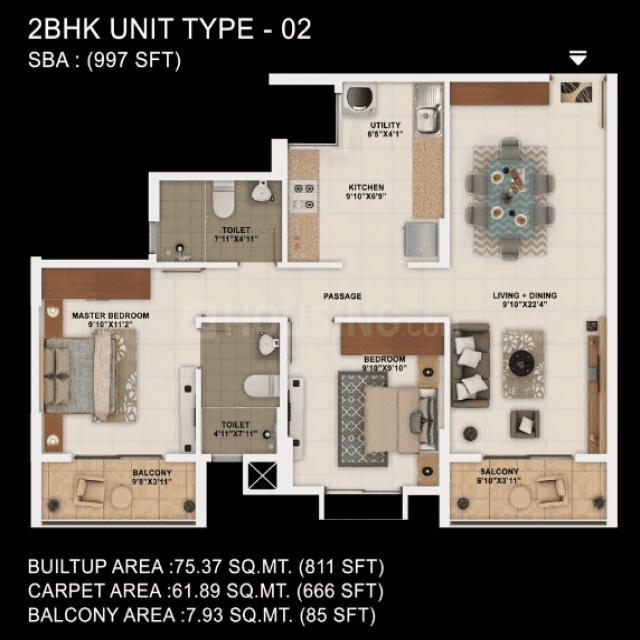 2BHK UNIT TYPE - 02
SBA : (997 SFT)
UTILITY
6'5"X4'1"
KITCHEN
9'10"X6'9"
TOILET
7'11"X4'11"
PASSAGE
LIVING + DINING
9'10"X22'4"
MASTER BEDROOM
9'10"X11'2"
HOUSING.com
BEDROOM
9'10"X9'10"
TOILET
4'11"X7'11"
BALCONY
9'8"X3'11"
BALCONY
9'10"X3'11"
BUILTUP AREA :75.37 SQ.MT. (811 SFT)
CARPET AREA :61.89 SQ.MT. (666 SFT)
BALCONY AREA :7.93 SQ.MT. (85 SFT)